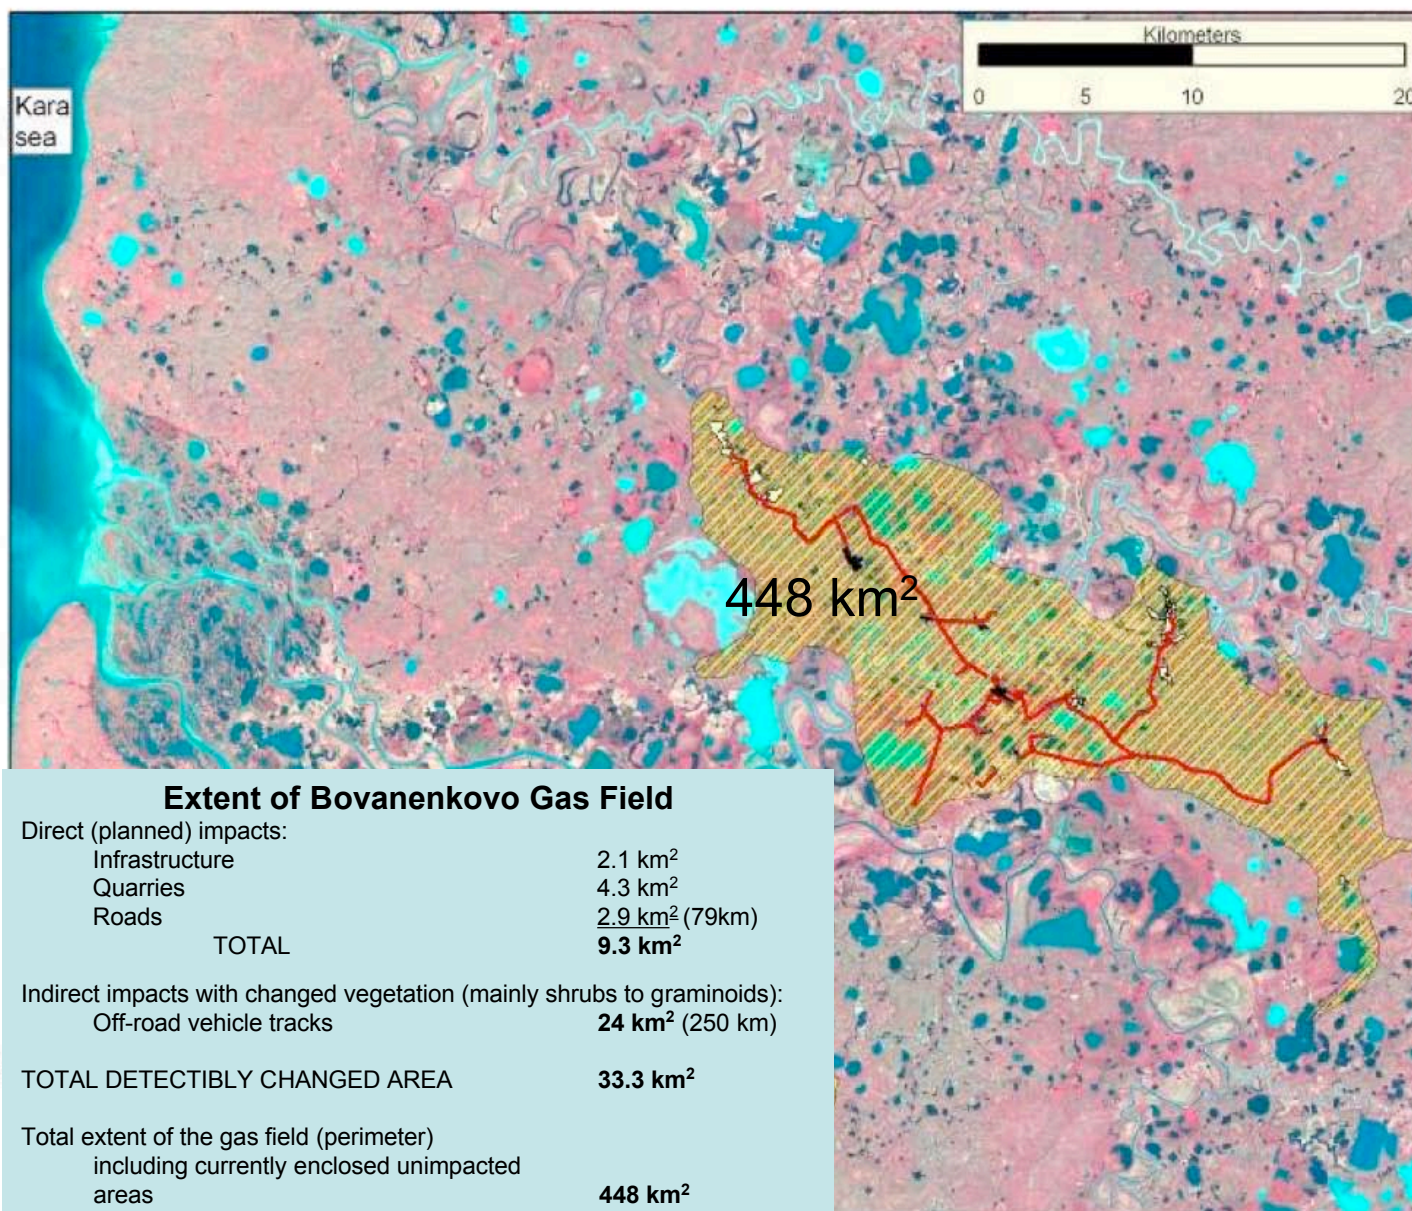 Kilometers
0 5 10 20
Kara
sea
448 km²
Extent of Bovanenkovo Gas Field
Direct (planned) impacts:
Infrastructure 2.1 km²
Quarries 4.3 km²
Roads 2.9 km² (79km)
TOTAL 9.3 km²
Indirect impacts with changed vegetation (mainly shrubs to graminoids):
Off-road vehicle tracks 24 km² (250 km)
TOTAL DETECTIBLY CHANGED AREA 33.3 km²
Total extent of the gas field (perimeter)
including currently enclosed unimpacted
areas 448 km²